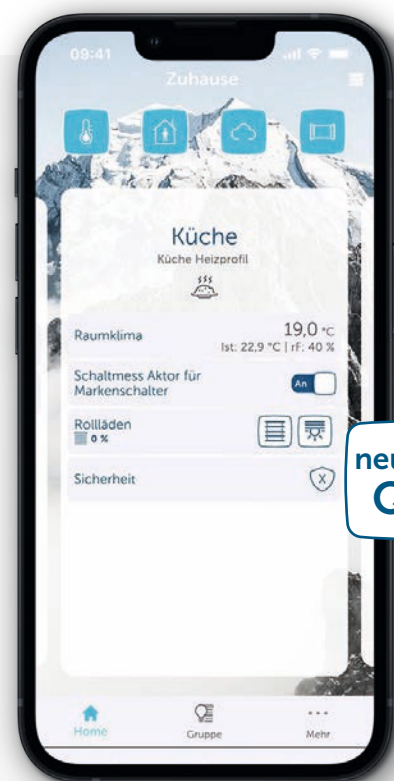 09:41
Zuhause
Küche
Küche Heizprofil
Raumklima
19,0 °C
Ist: 22,9 °C | rF: 40 %
Schaltmess Aktor für
Markenschalter
An
Rollläden
0 %
Sicherheit
X
neu
Home
Gruppe
Mehr